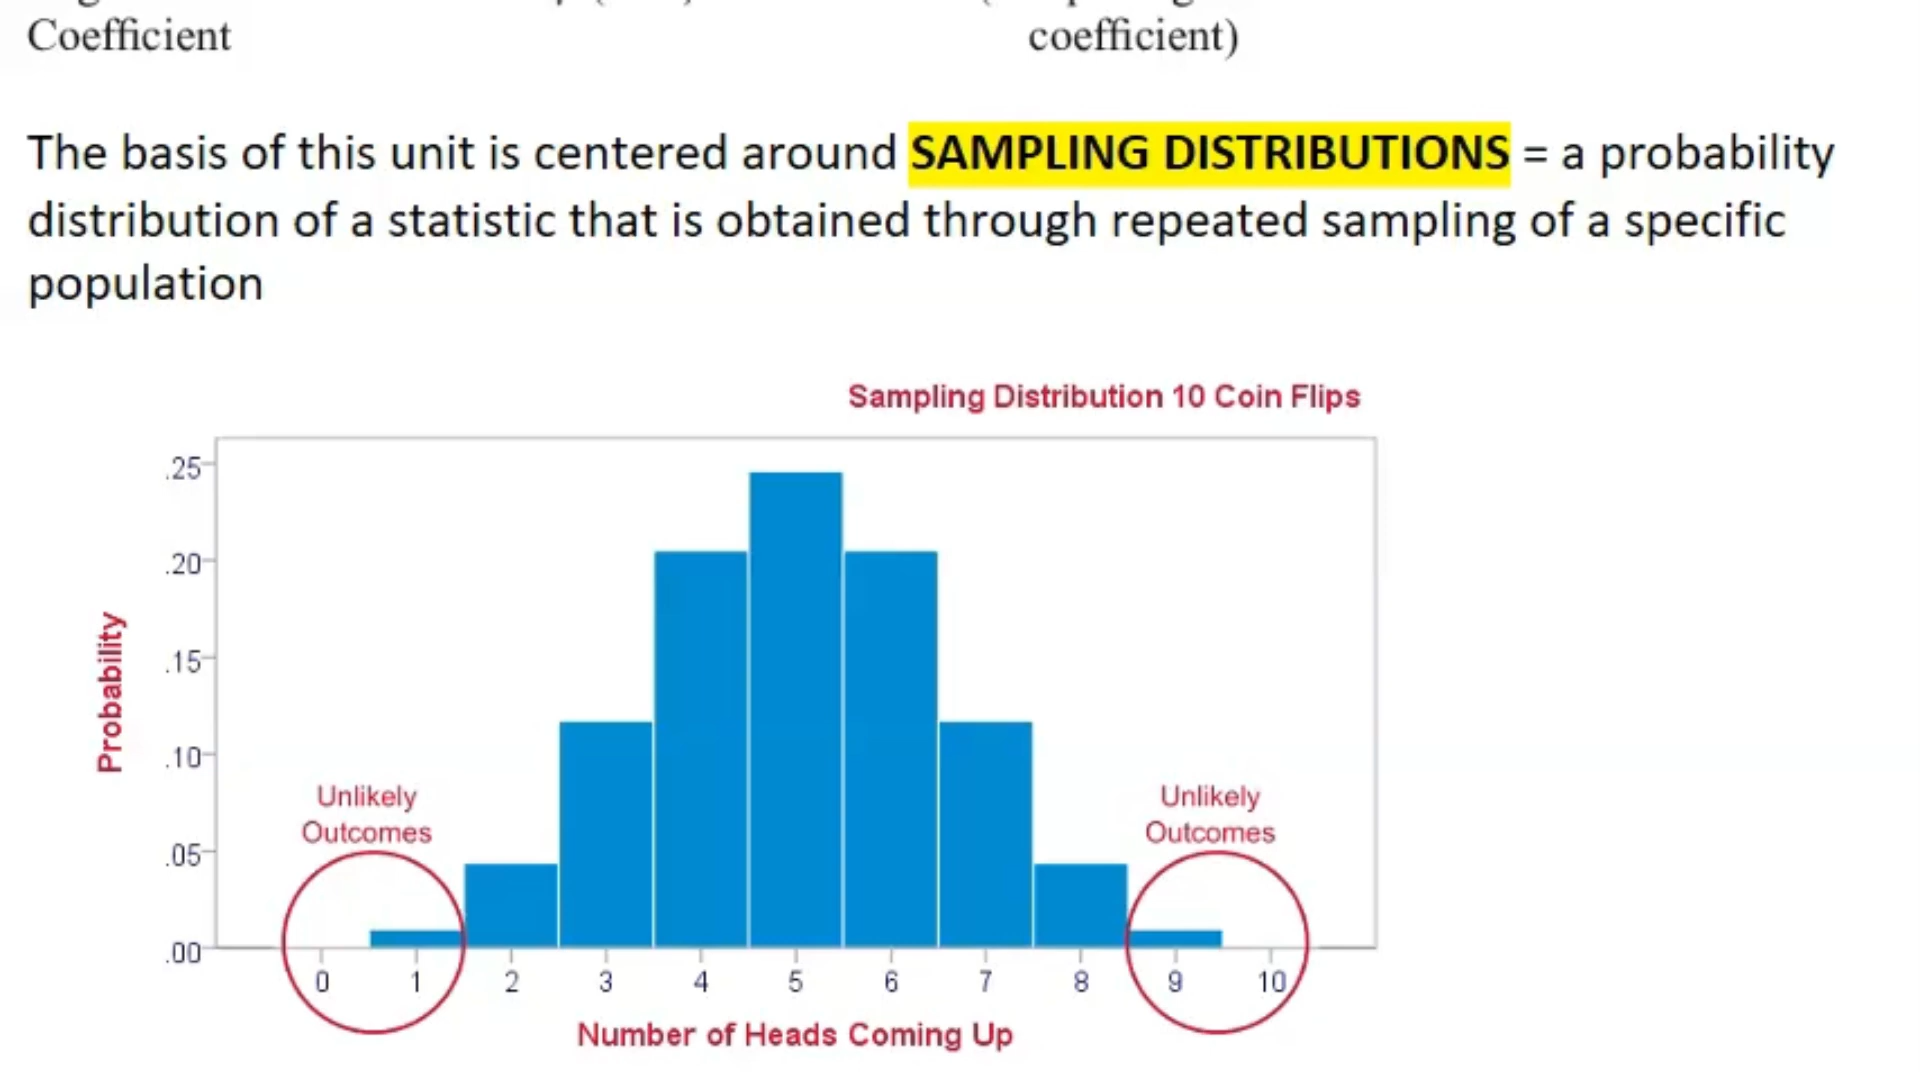 Coefficient coefficient)
The basis of this unit is centered around SAMPLING DISTRIBUTIONS = a probability
distribution of a statistic that is obtained through repeated sampling of a specific
population
Sampling Distribution 10 Coin Flips
.25
.20
.15
.10
.05
.00
Probability
Unlikely
Outcomes
Unlikely
Outcomes
0 1 2 3 4 5 6 7 8 9 10
Number of Heads Coming Up